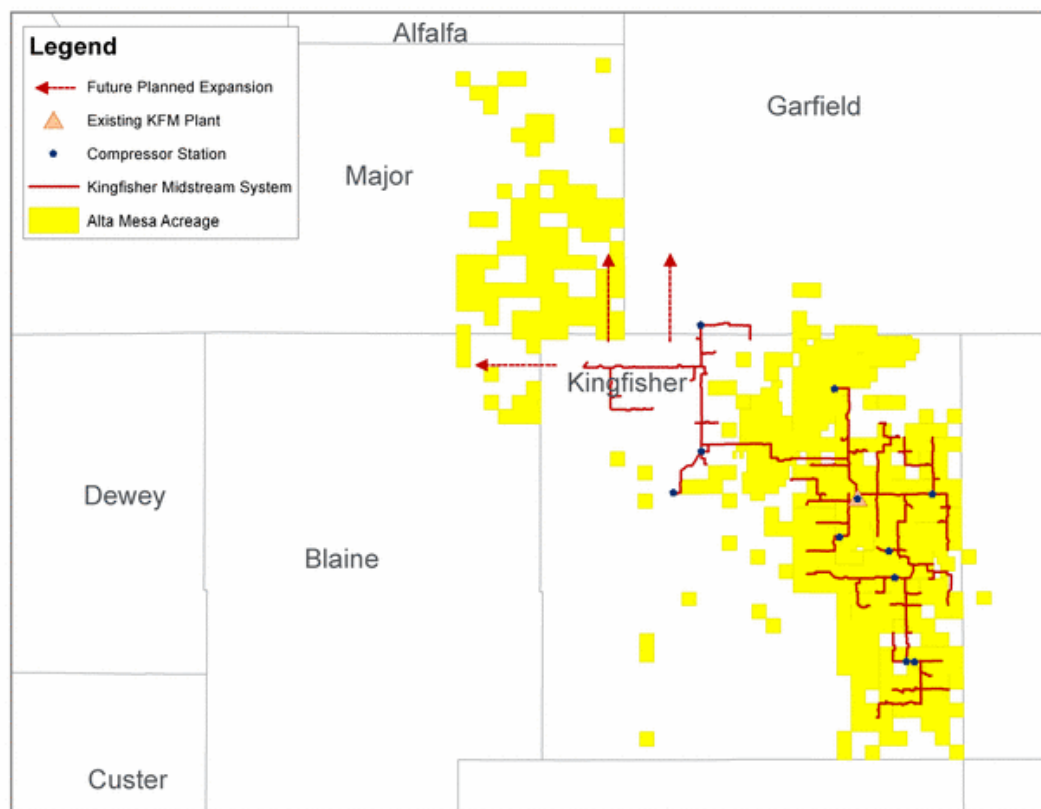 Legend
Future Planned Expansion
Existing KFM Plant
Compressor Station
Kingfisher Midstream System
Alta Mesa Acreage
Alfalfa
Garfield
Major
Kingfisher
Dewey
Blaine
Custer